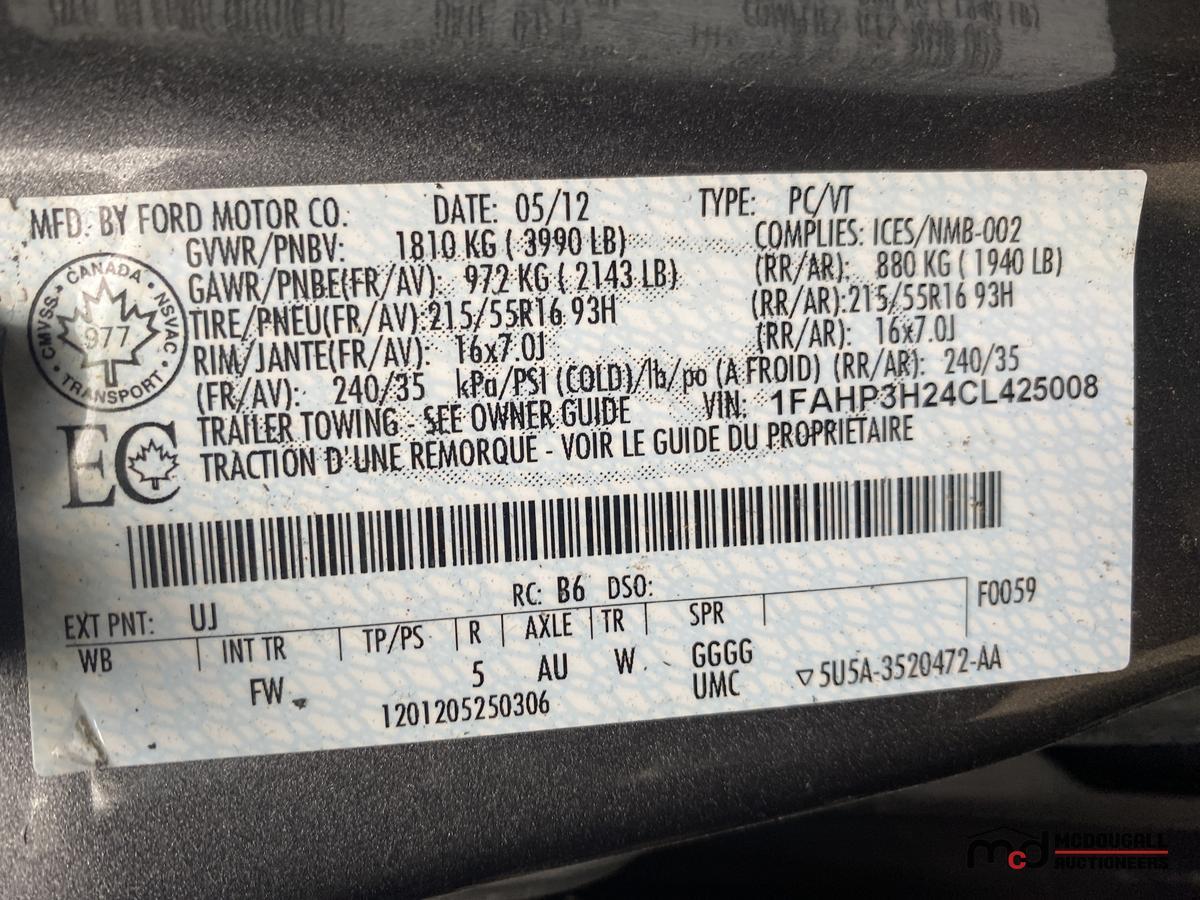 MFD. BY FORD MOTOR CO. DATE: 05/12 TYPE: PC/VT
GVWR/PNBV: 1810 KG ( 3990 LB) COMPLIES: ICES/NMB-002
GAWR/PNBE(FR/AV): 972 KG ( 2143 LB) (RR/AR): 880 KG ( 1940 LB)
TIRE/PNEU(FR/AV):215/55R16 93H (RR/AR):215/55R16 93H
RIM/JANTE(FR/AV): 16x7.0J (RR/AR): 16x7.0J
(FR/AV): 240/35 kPa/PSI (COLD)/lb/po (A FROID) (RR/AR): 240/35
TRAILER TOWING - SEE OWNER GUIDE VIN: 1FAHP3H24CL425008
TRACTION D'UNE REMORQUE - VOIR LE GUIDE DU PROPRIETAIRE
CMVSS • CANADA • NSVAC • TRANSPORT •
977
EC
RC: B6 DSO:
EXT PNT: UJ F0059
WB INT TR TP/PS R AXLE TR SPR
FW 5 AU W GGGG
UMC ▽5U5A-3520472-AA
1201205250306
mcd MCDOUGALL
AUCTIONEERS